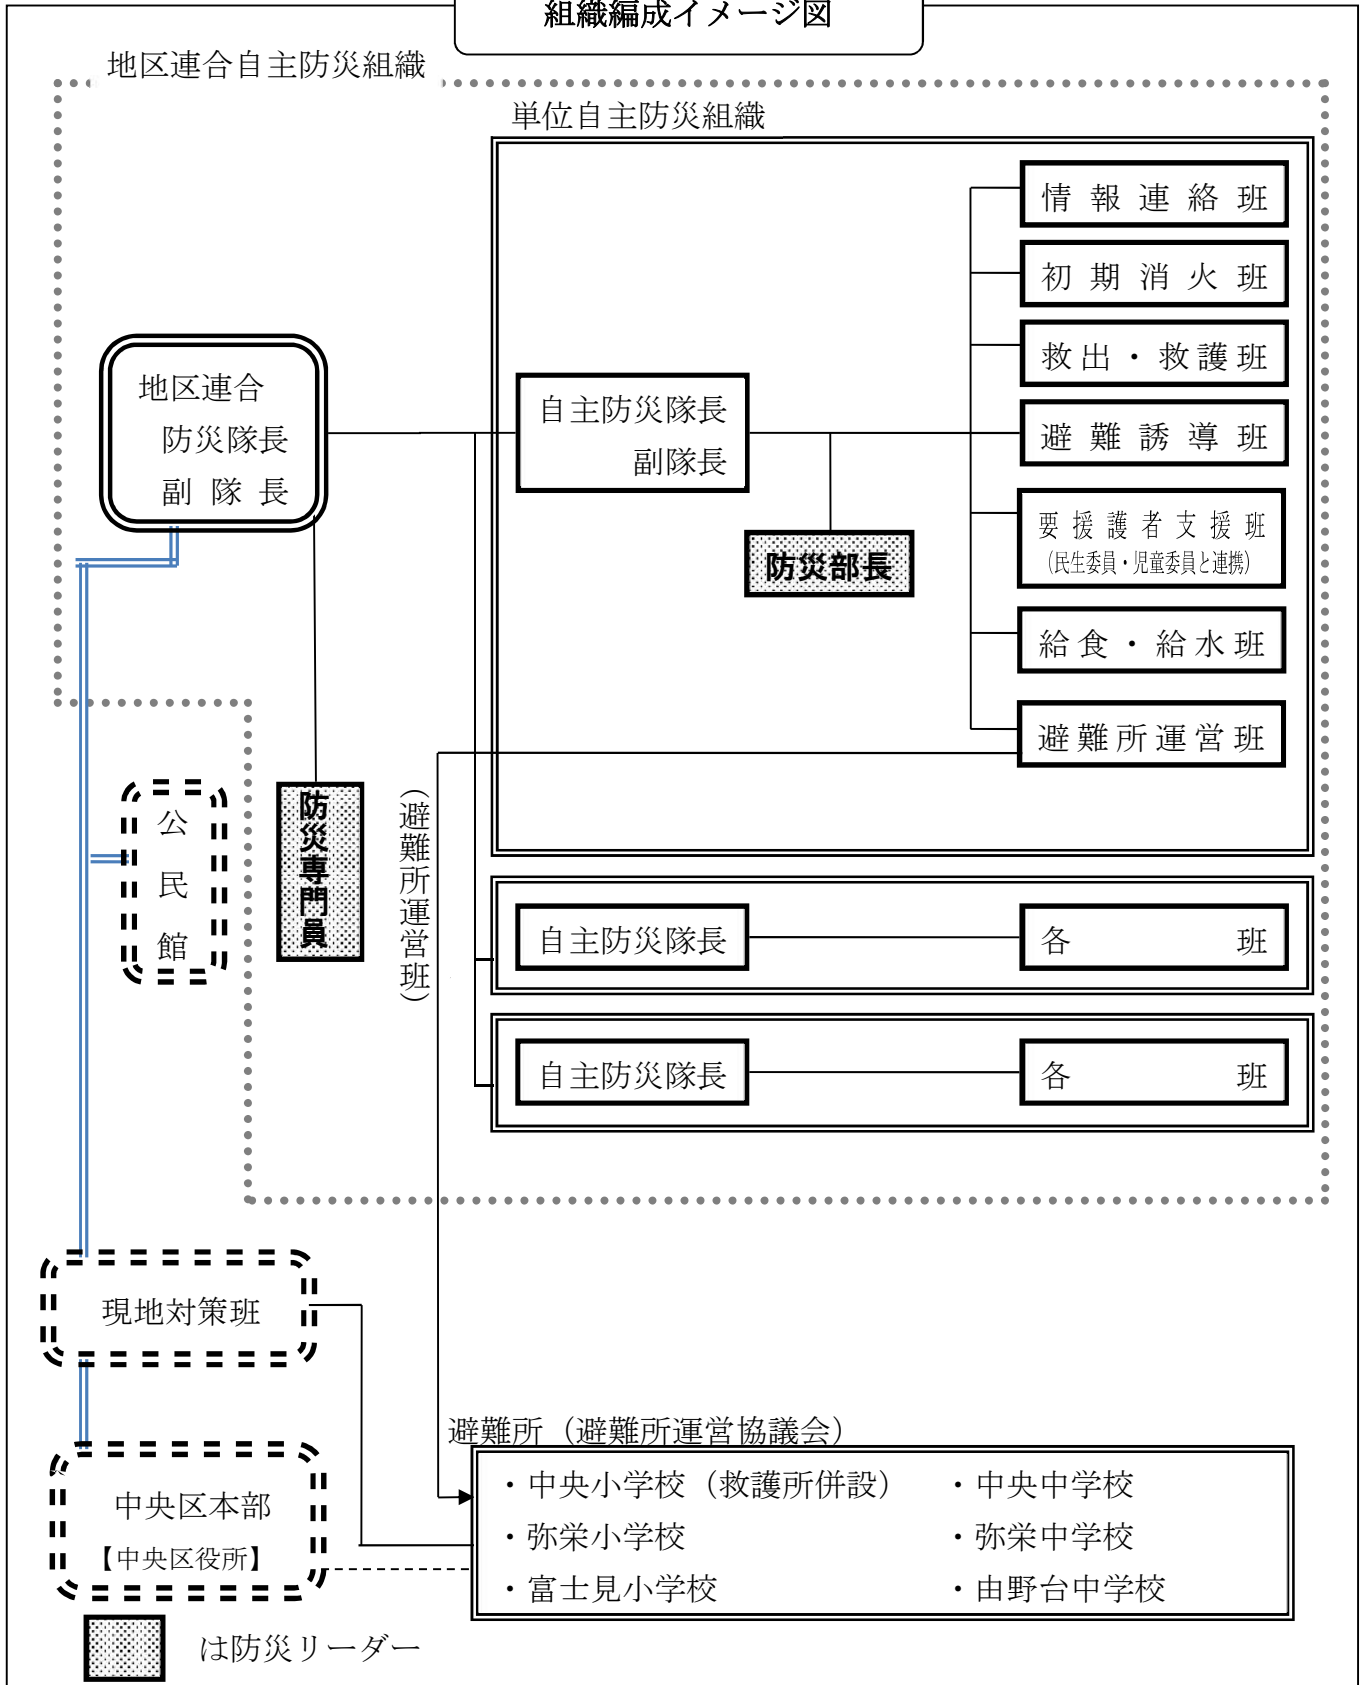 組織編成イメージ図
地区連合自主防災組織
単位自主防災組織
情報連絡班
初期消火班
救出・救護班
避難誘導班
要援護者支援班
(民生委員・児童委員と連携)
給食・給水班
避難所運営班
地区連合
防災隊長
副隊長
自主防災隊長
副隊長
防災部長
防災専門員
(避難所運営班)
公民館
自主防災隊長
各班
自主防災隊長
各班
現地対策班
中央区本部
【中央区役所】
避難所(避難所運営協議会)
・中央小学校(救護所併設)
・中央中学校
・弥栄小学校
・弥栄中学校
・富士見小学校
・由野台中学校
は防災リーダー